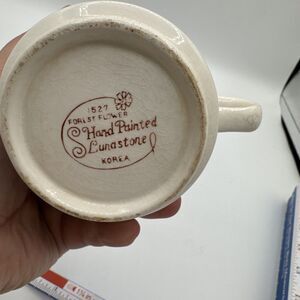 1527
FOREST FLOWER
Hand Painted
Lunastone
KOREA